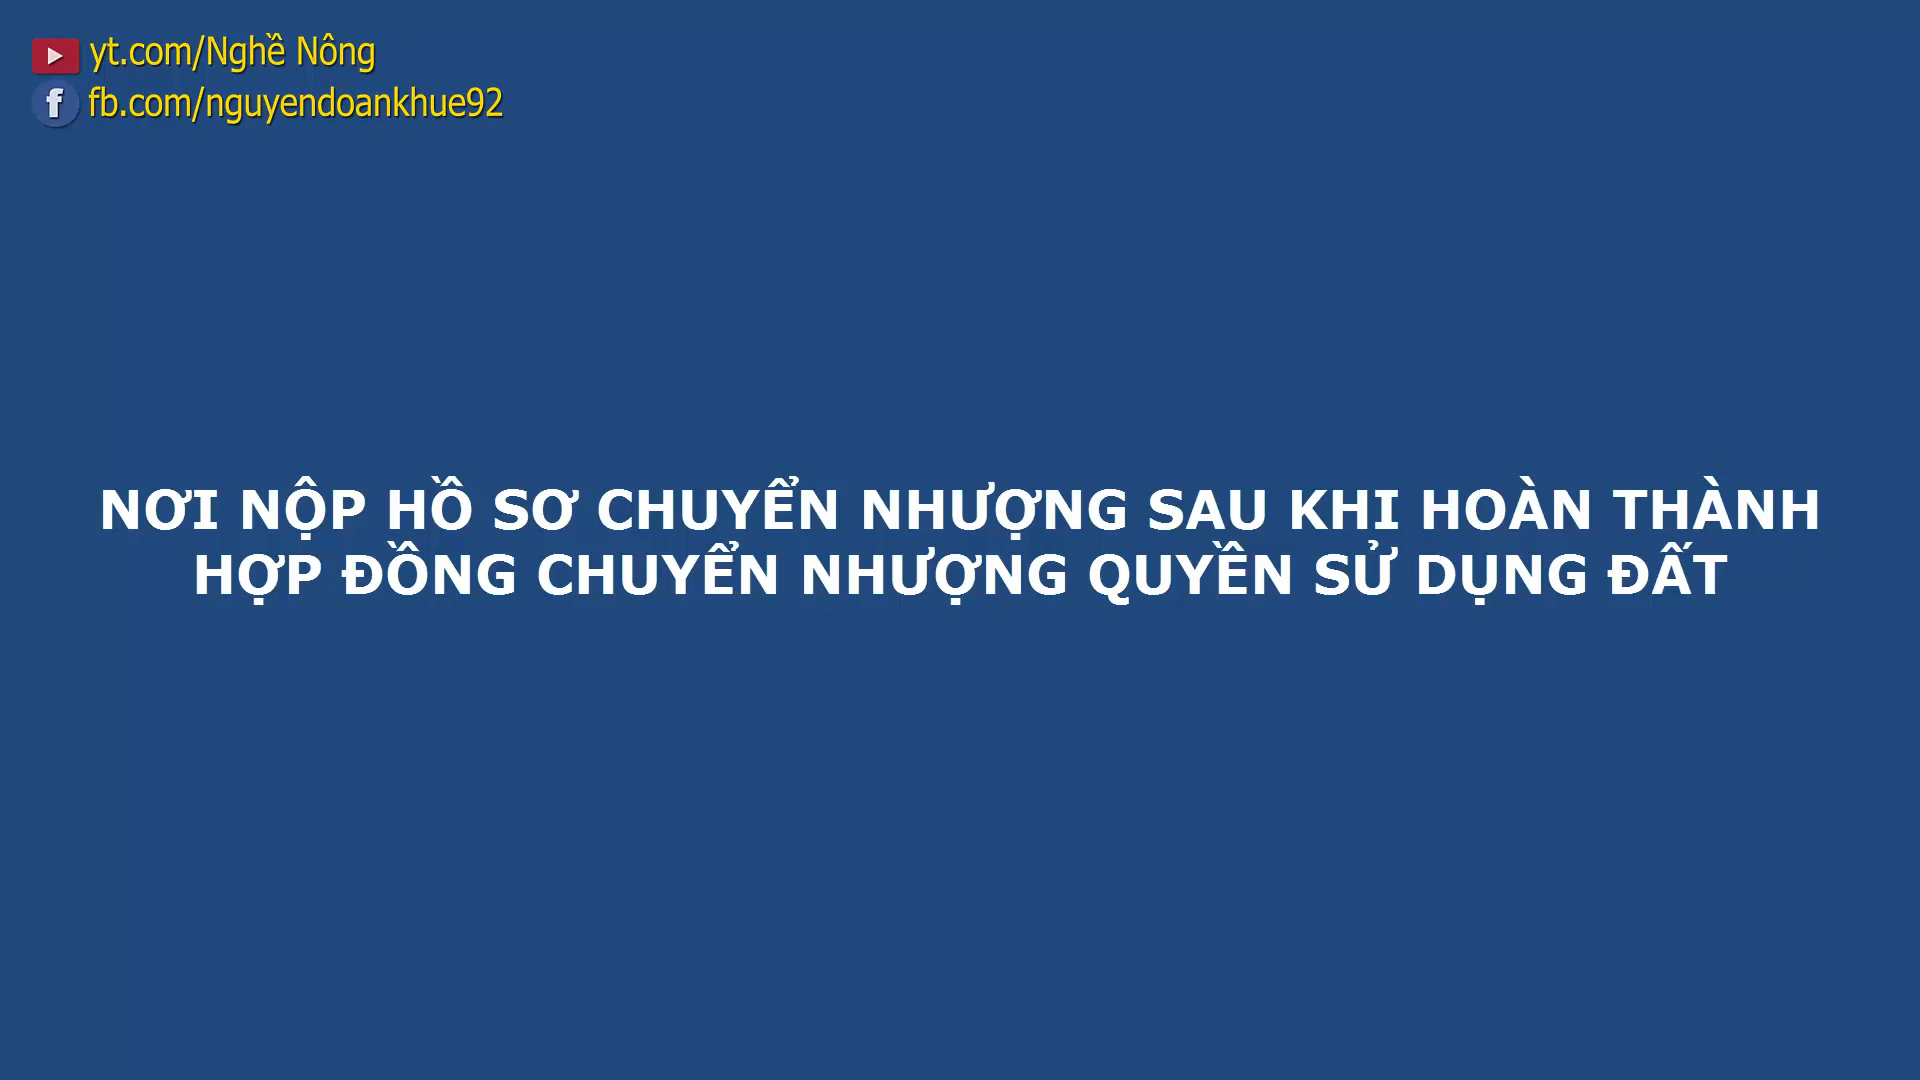 yt.com/Nghề Nông
fb.com/nguyendoankhue92
NƠI NỘP HỒ SƠ CHUYỂN NHƯỢNG SAU KHI HOÀN THÀNH
HỢP ĐỒNG CHUYỂN NHƯỢNG QUYỀN SỬ DỤNG ĐẤT